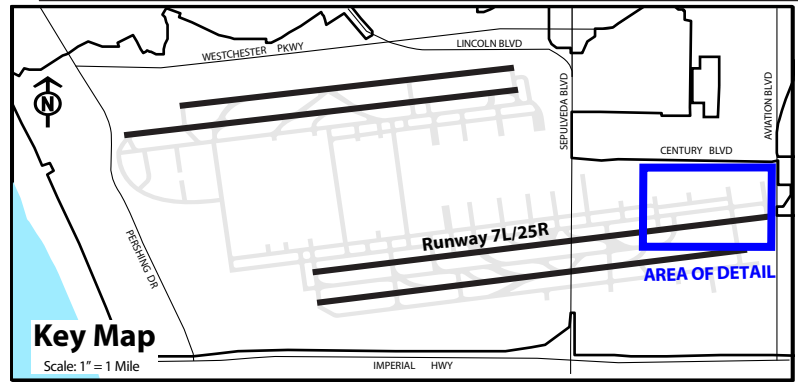 WESTCHESTER PKWY
LINCOLN BLVD
N
SEPULVEDA BLVD
AVIATION BLVD
CENTURY BLVD
PERSHING DR
Runway 7L/25R
AREA OF DETAIL
Key Map
Scale: 1" = 1 Mile
IMPERIAL HWY